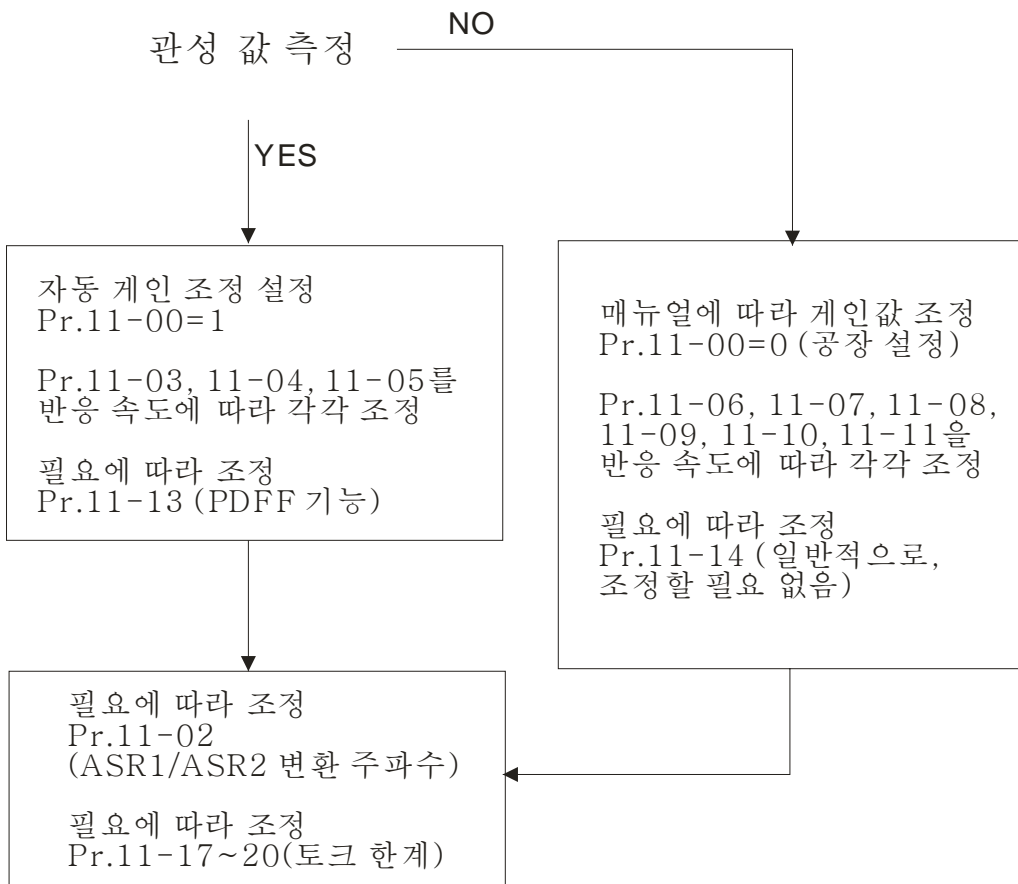 관성 값 측정
NO
YES
자동 게인 조정 설정
Pr.11-00=1
Pr.11-03, 11-04, 11-05를
반응 속도에 따라 각각 조정
필요에 따라 조정
Pr.11-13 (PDFF 기능)
매뉴얼에 따라 게인값 조정
Pr.11-00=0 (공장 설정)
Pr.11-06, 11-07, 11-08,
11-09, 11-10, 11-11을
반응 속도에 따라 각각 조정
필요에 따라 조정
Pr.11-14 (일반적으로,
조정할 필요 없음)
필요에 따라 조정
Pr.11-02
(ASR1/ASR2 변환 주파수)
필요에 따라 조정
Pr.11-17~20(토크 한계)